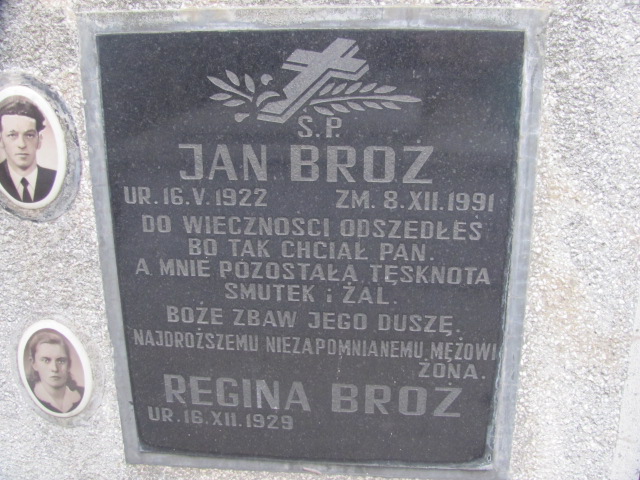 Ś.P.
JAN BROŻ
UR. 16.V.1922 ZM. 8.XII.1991
DO WIECZNOŚCI ODSZEDŁEŚ
BO TAK CHCIAŁ PAN.
A MNIE POZOSTAŁA TĘSKNOTA
SMUTEK i ŻAL.
BOŻE ZBAW JEGO DUSZĘ.
NAJDROŻSZEMU NIEZAPOMNIANEMU MĘŻOWI
ŻONA.
REGINA BROŻ
UR. 16.XII.1929